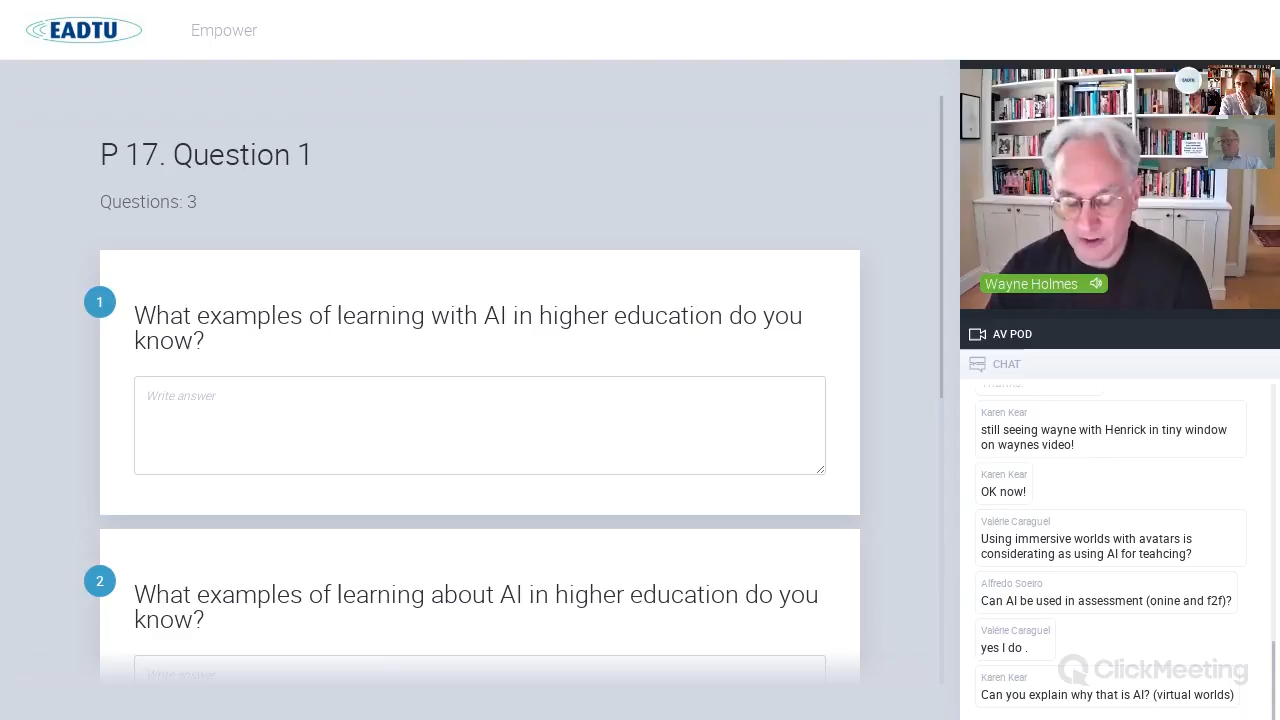 EADTU
Empower
P 17. Question 1
Questions: 3
1
What examples of learning with AI in higher education do you
know?
Write answer
2
What examples of learning about AI in higher education do you
know?
Write answer
EADTU
Wayne Holmes
AV POD
CHAT
Thanks!
Karen Kear
still seeing wayne with Henrick in tiny window
on waynes video!
Karen Kear
OK now!
Valérie Caraguel
Using immersive worlds with avatars is
considerating as using AI for teahcing?
Alfredo Soeiro
Can AI be used in assessment (onine and f2f)?
Valérie Caraguel
yes I do .
Karen Kear
Can you explain why that is AI? (virtual worlds)
ClickMeeting